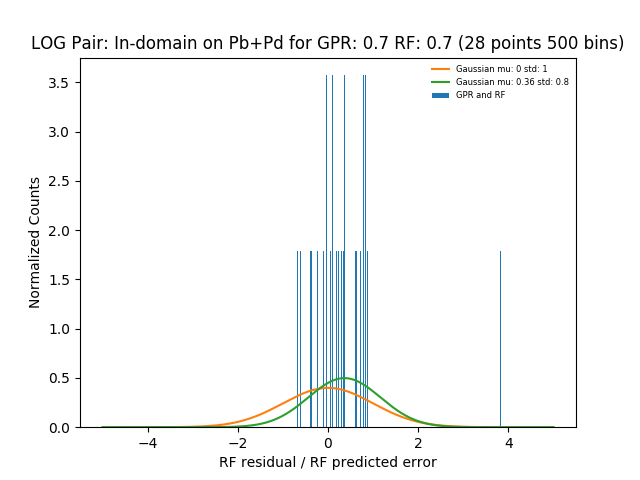 LOG Pair: In-domain on Pb+Pd for GPR: 0.7 RF: 0.7 (28 points 500 bins)
Gaussian mu: 0 std: 1
Gaussian mu: 0.36 std: 0.8
GPR and RF
Normalized Counts
3.5
3.0
2.5
2.0
1.5
1.0
0.5
0.0
−4 −2 0 2 4
RF residual / RF predicted error